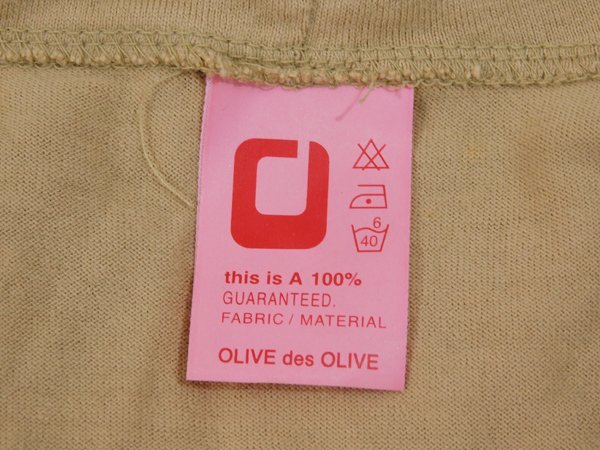 6
40
this is A 100%
GUARANTEED.
FABRIC / MATERIAL
OLIVE des OLIVE